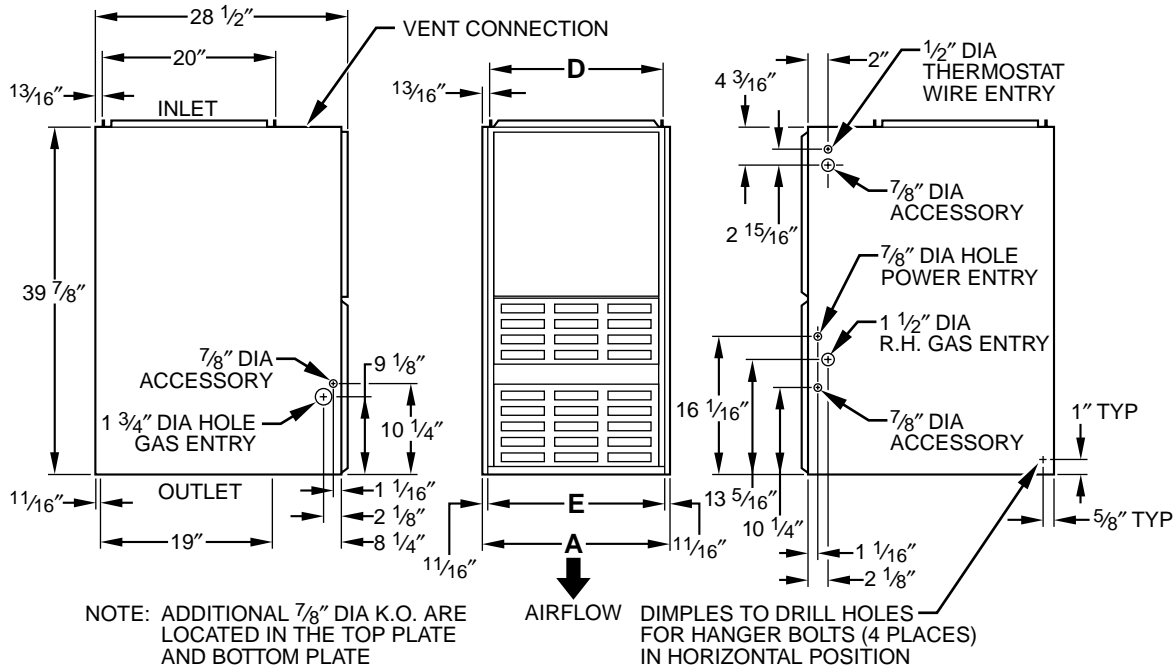 28 1/2″
VENT CONNECTION
20″
13/16″
INLET
39 7/8″
7/8″ DIA
ACCESSORY
1 3/4″ DIA HOLE
GAS ENTRY
9 1/8″
10 1/4″
OUTLET
11/16″
19″
1 1/16″
2 1/8″
8 1/4″
D
13/16″
E
A
11/16″
11/16″
AIRFLOW
2″
4 3/16″
1/2″ DIA
THERMOSTAT
WIRE ENTRY
7/8″ DIA
ACCESSORY
2 15/16″
7/8″ DIA HOLE
POWER ENTRY
1 1/2″ DIA
R.H. GAS ENTRY
16 1/16″
7/8″ DIA
ACCESSORY
1″ TYP
13 5/16″
10 1/4″
5/8″ TYP
1 1/16″
2 1/8″
NOTE: ADDITIONAL 7/8″ DIA K.O. ARE
LOCATED IN THE TOP PLATE
AND BOTTOM PLATE
DIMPLES TO DRILL HOLES
FOR HANGER BOLTS (4 PLACES)
IN HORIZONTAL POSITION